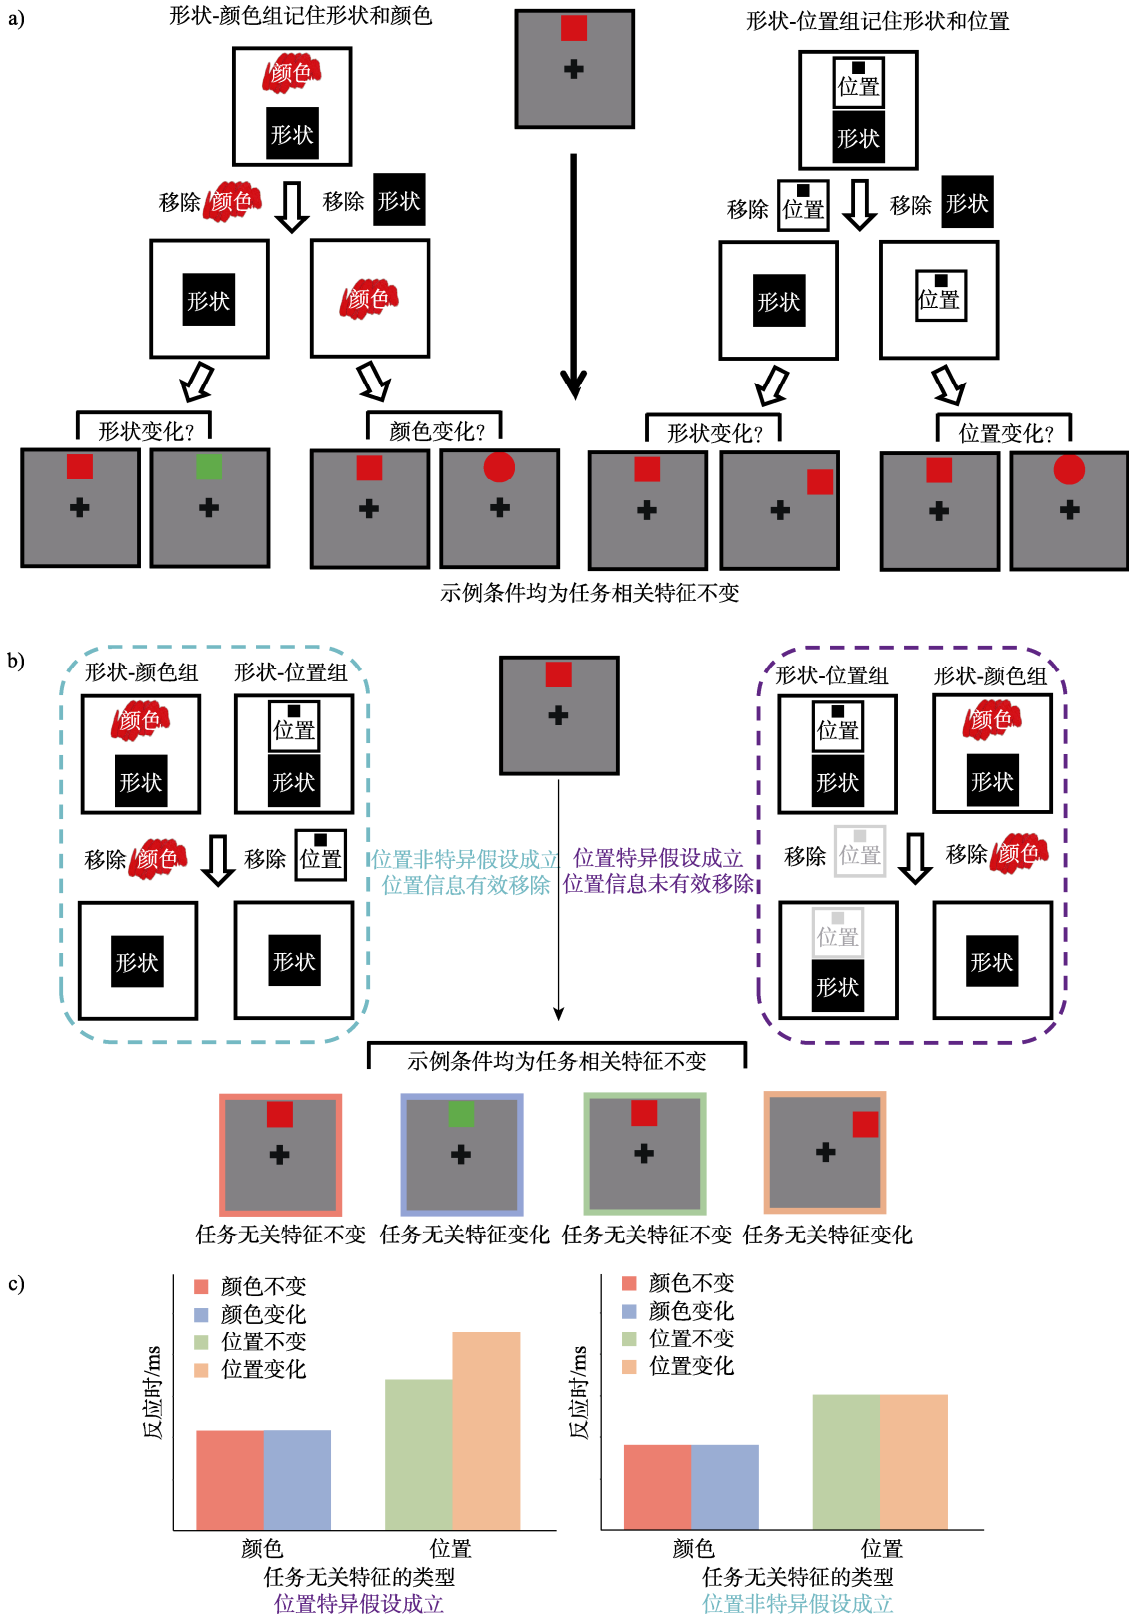 a)
形状-颜色组记住形状和颜色
形状-位置组记住形状和位置
颜色
形状
位置
形状
移除 颜色
移除 形状
移除 位置
移除 形状
形状
颜色
形状
位置
形状变化?
颜色变化?
形状变化?
位置变化?
示例条件均为任务相关特征不变
b)
形状-颜色组
形状-位置组
形状-位置组
形状-颜色组
颜色
形状
位置
形状
位置
形状
颜色
形状
移除 颜色
移除 位置
位置非特异假设成立
位置信息有效移除
位置特异假设成立
位置信息未有效移除
移除 位置
移除 颜色
形状
形状
位置
形状
形状
示例条件均为任务相关特征不变
任务无关特征不变
任务无关特征变化
任务无关特征不变
任务无关特征变化
c)
颜色不变
颜色变化
位置不变
位置变化
反应时/ms
颜色
位置
任务无关特征的类型
位置特异假设成立
颜色不变
颜色变化
位置不变
位置变化
反应时/ms
颜色
位置
任务无关特征的类型
位置非特异假设成立